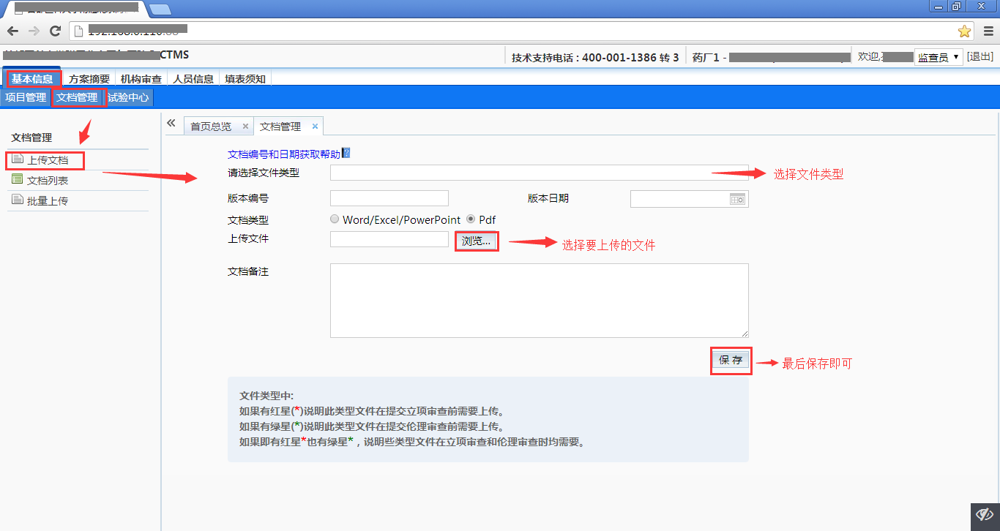 CTMS
技术支持电话 : 400-001-1386 转 3
药厂1 -
欢迎,
监查员
[退出]
基本信息 方案摘要 机构审查 人员信息 填表须知
项目管理 文档管理 试验中心
首页总览 × 文档管理 ×
文档管理
上传文档
文档列表
批量上传
文档编号和日期获取帮助
请选择文件类型
选择文件类型
版本编号 版本日期
文档类型 Word/Excel/PowerPoint Pdf
上传文件 浏览...
选择要上传的文件
文档备注
保 存
最后保存即可
文件类型中:
如果有红星(*)说明此类型文件在提交立项审查前需要上传。
如果有绿星(*)说明此类型文件在提交伦理审查前需要上传。
如果即有红星*也有绿星*，说明些类型文件在立项审查和伦理审查时均需要。